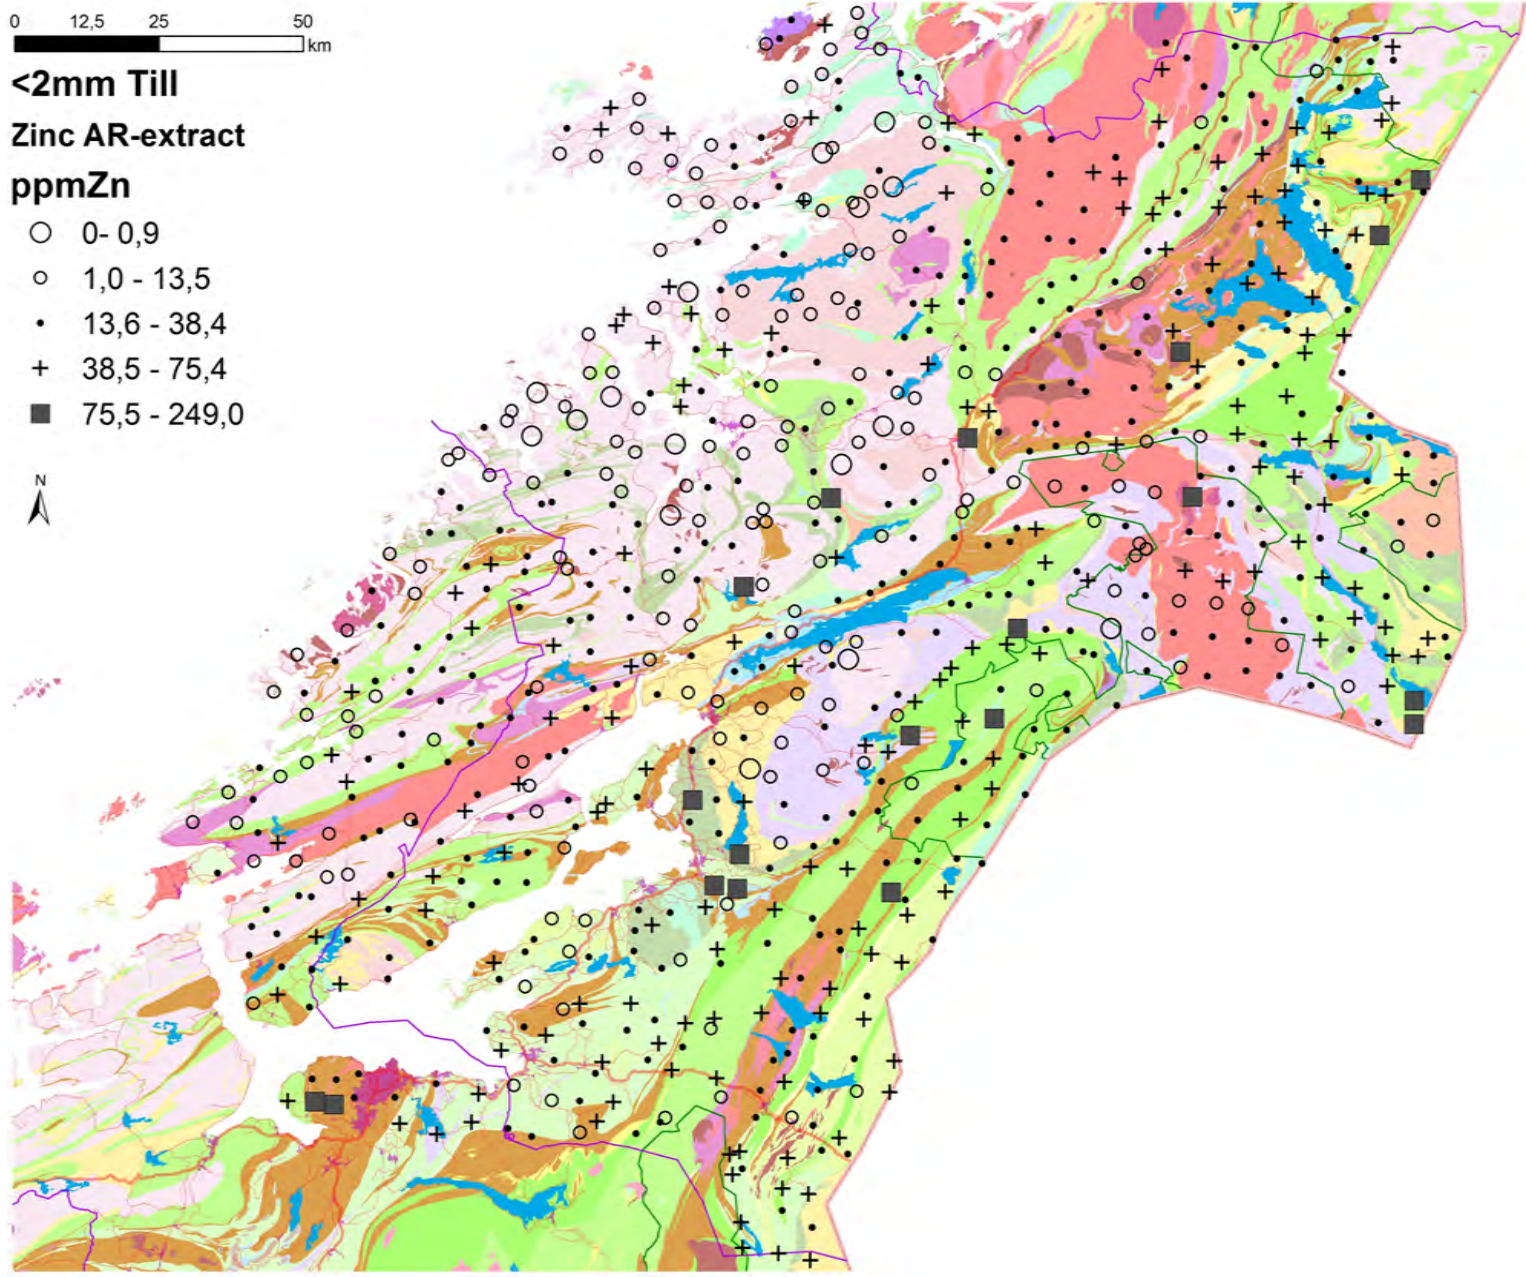 0 12,5 25 50
km
<2mm Till
Zinc AR-extract
ppmZn
0- 0,9
1,0 - 13,5
13,6 - 38,4
38,5 - 75,4
75,5 - 249,0
N